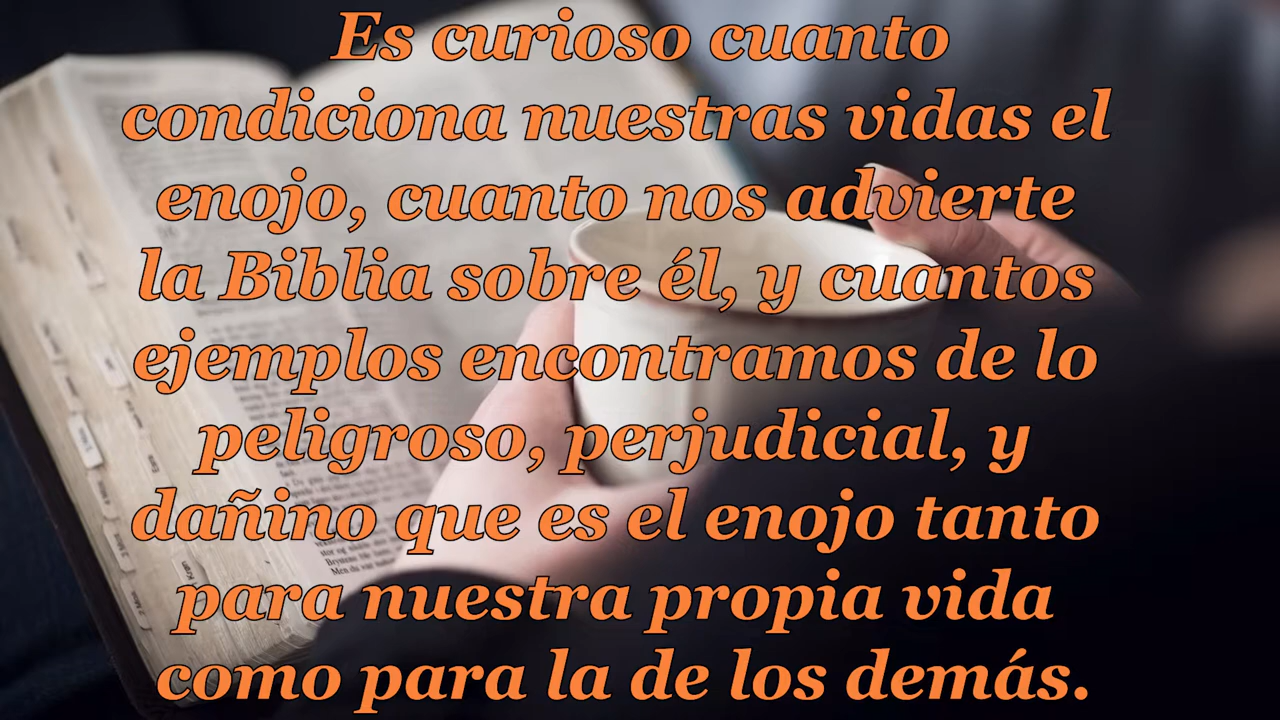 Es curioso cuanto
condiciona nuestras vidas el
enojo, cuanto nos advierte
la Biblia sobre él, y cuantos
ejemplos encontramos de lo
peligroso, perjudicial, y
dañino que es el enojo tanto
para nuestra propia vida
como para la de los demás.